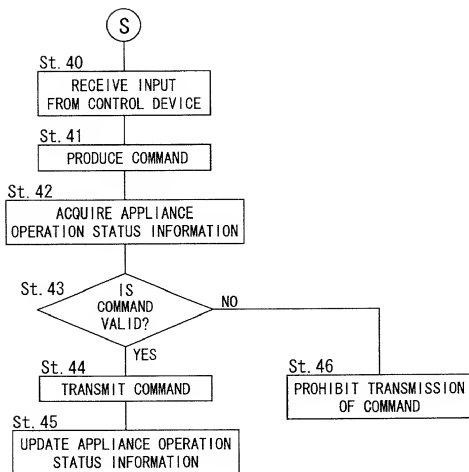 S
St. 40
RECEIVE INPUT
FROM CONTROL DEVICE
St. 41
PRODUCE COMMAND
St. 42
ACQUIRE APPLIANCE
OPERATION STATUS INFORMATION
St. 43
IS
COMMAND
VALID?
NO
YES
St. 44
TRANSMIT COMMAND
St. 46
PROHIBIT TRANSMISSION
OF COMMAND
St. 45
UPDATE APPLIANCE OPERATION
STATUS INFORMATION